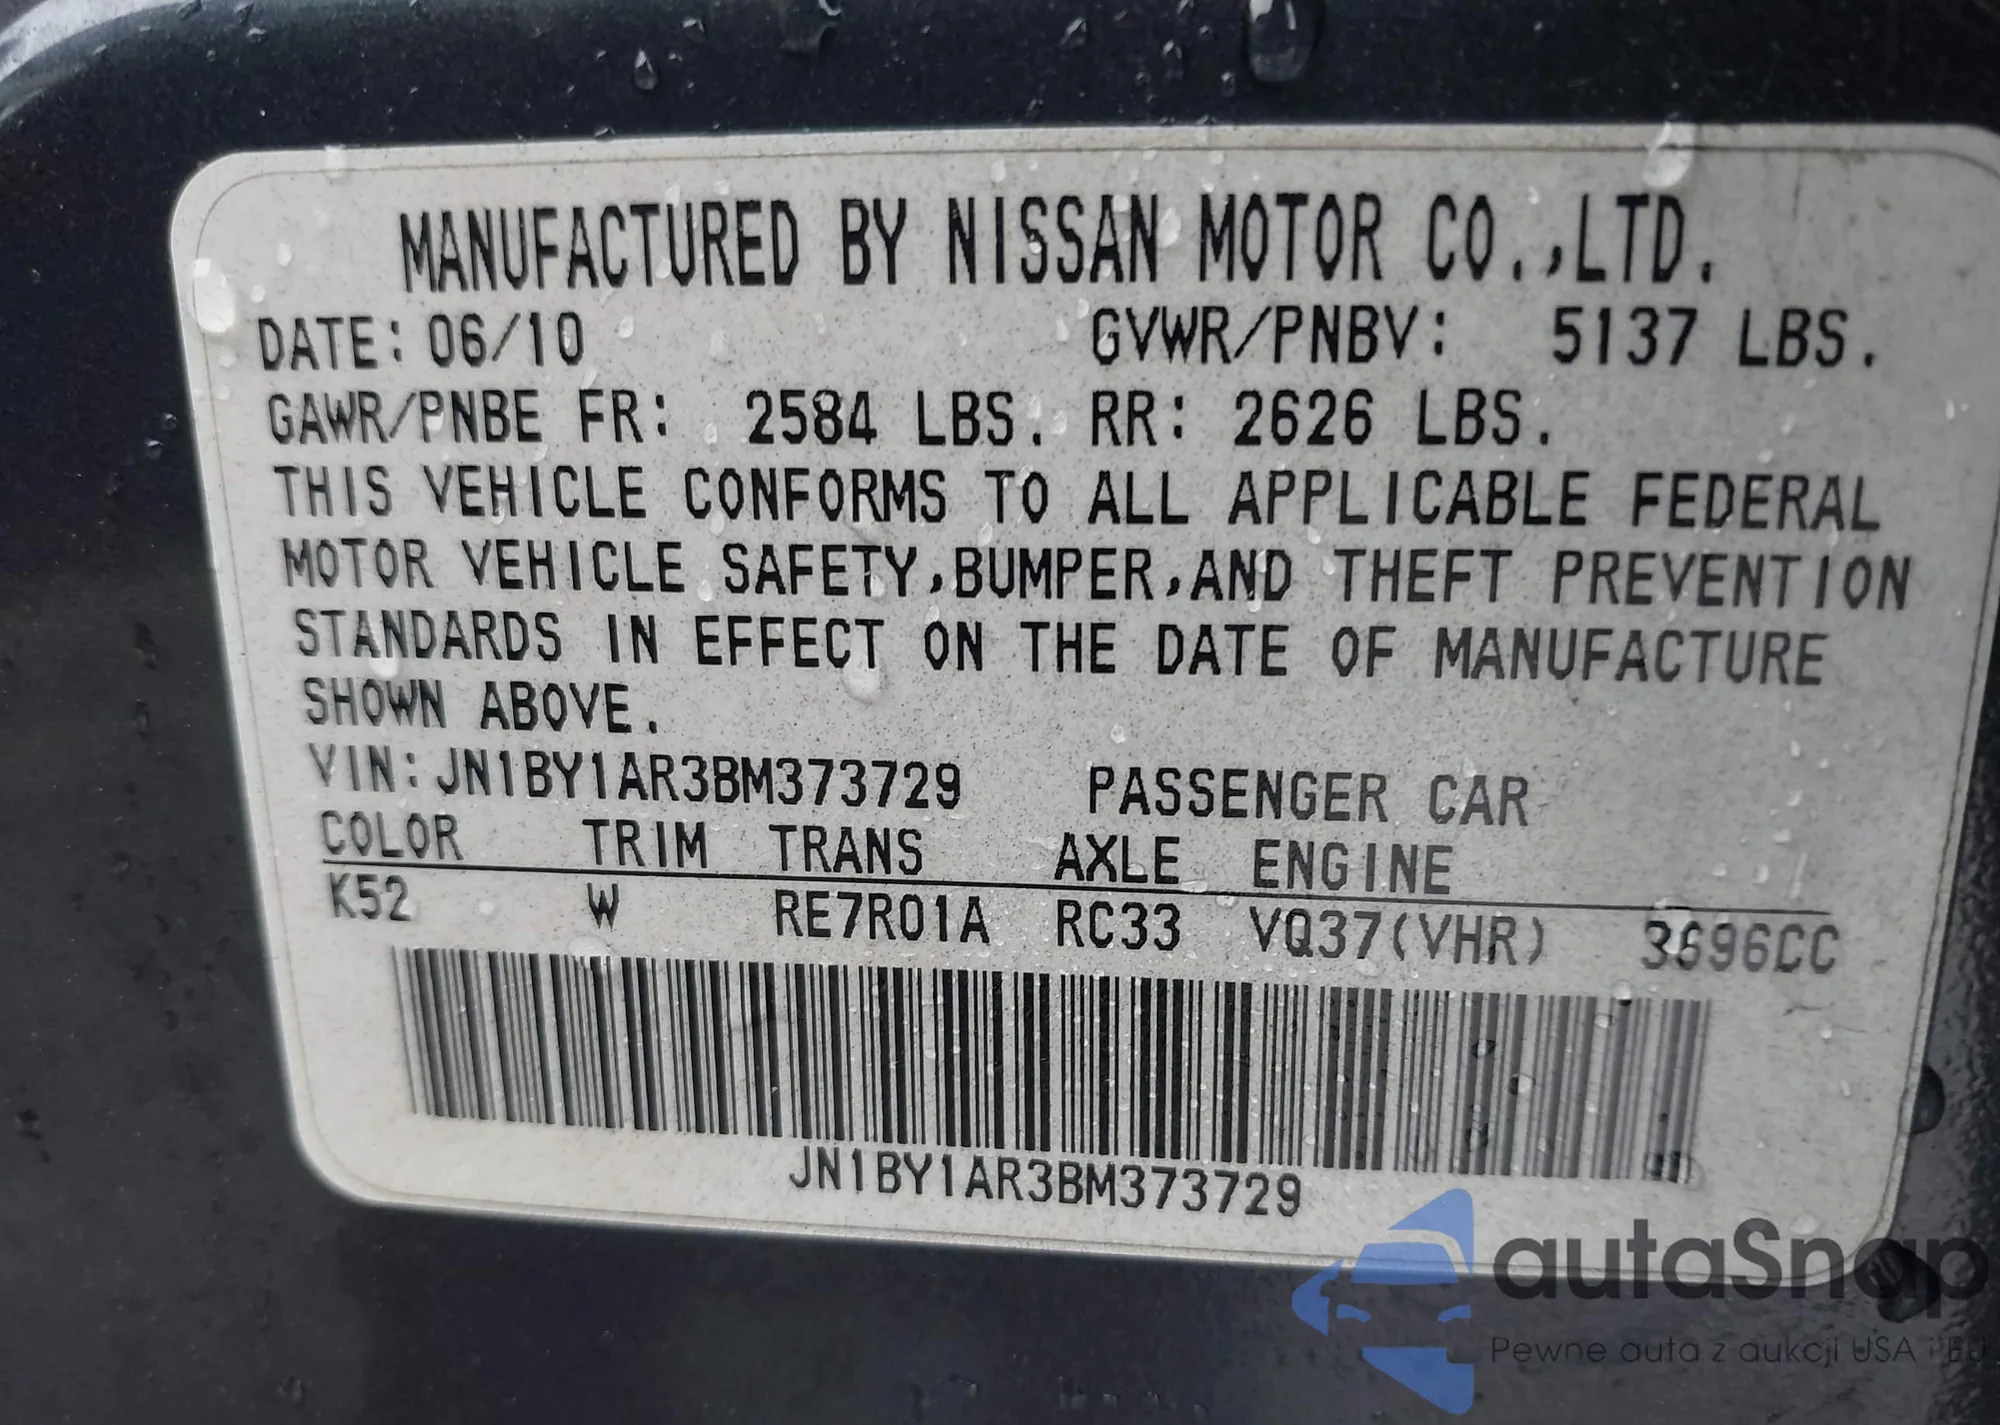 MANUFACTURED BY NISSAN MOTOR CO.,LTD.
DATE: 06/10 GVWR/PNBV: 5137 LBS.
GAWR/PNBE FR: 2584 LBS. RR: 2626 LBS.
THIS VEHICLE CONFORMS TO ALL APPLICABLE FEDERAL
MOTOR VEHICLE SAFETY,BUMPER,AND THEFT PREVENTION
STANDARDS IN EFFECT ON THE DATE OF MANUFACTURE
SHOWN ABOVE.
VIN:JN1BY1AR3BM373729 PASSENGER CAR
COLOR TRIM TRANS AXLE ENGINE
K52 W RE7R01A RC33 VQ37(VHR) 3696CC
JN1BY1AR3BM373729
autaSnap
Pewne auta z aukcji USA i EU